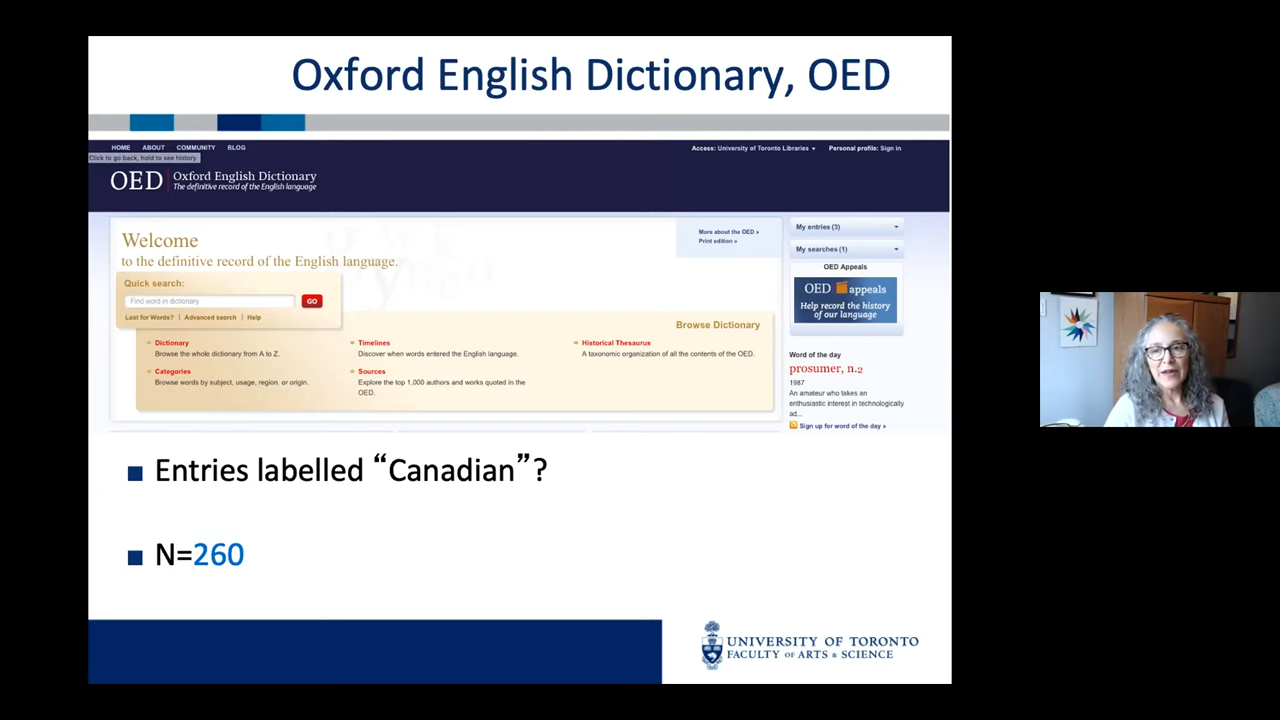 Oxford English Dictionary, OED
HOME ABOUT COMMUNITY BLOG
Access: University of Toronto Libraries Personal profile: Sign in
Click to go back, hold to see history
OED Oxford English Dictionary
The definitive record of the English language
Welcome
to the definitive record of the English language.
More about the OED »
Print edition »
My entries (3)
My searches (1)
Quick search:
Find word in dictionary GO
Lost for Words? | Advanced search | Help
OED Appeals
OED appeals
Help record the history
of our language
Browse Dictionary
Dictionary
Browse the whole dictionary from A to Z.
Timelines
Discover when words entered the English language.
Historical Thesaurus
A taxonomic organization of all the contents of the OED.
Categories
Browse words by subject, usage, region, or origin.
Sources
Explore the top 1,000 authors and works quoted in the
OED.
Word of the day
prosumer, n.2
1987
An amateur who takes an
enthusiastic interest in technologically
ad...
Sign up for word of the day »
Entries labelled “Canadian”?
N=260
UNIVERSITY OF TORONTO
FACULTY OF ARTS & SCIENCE